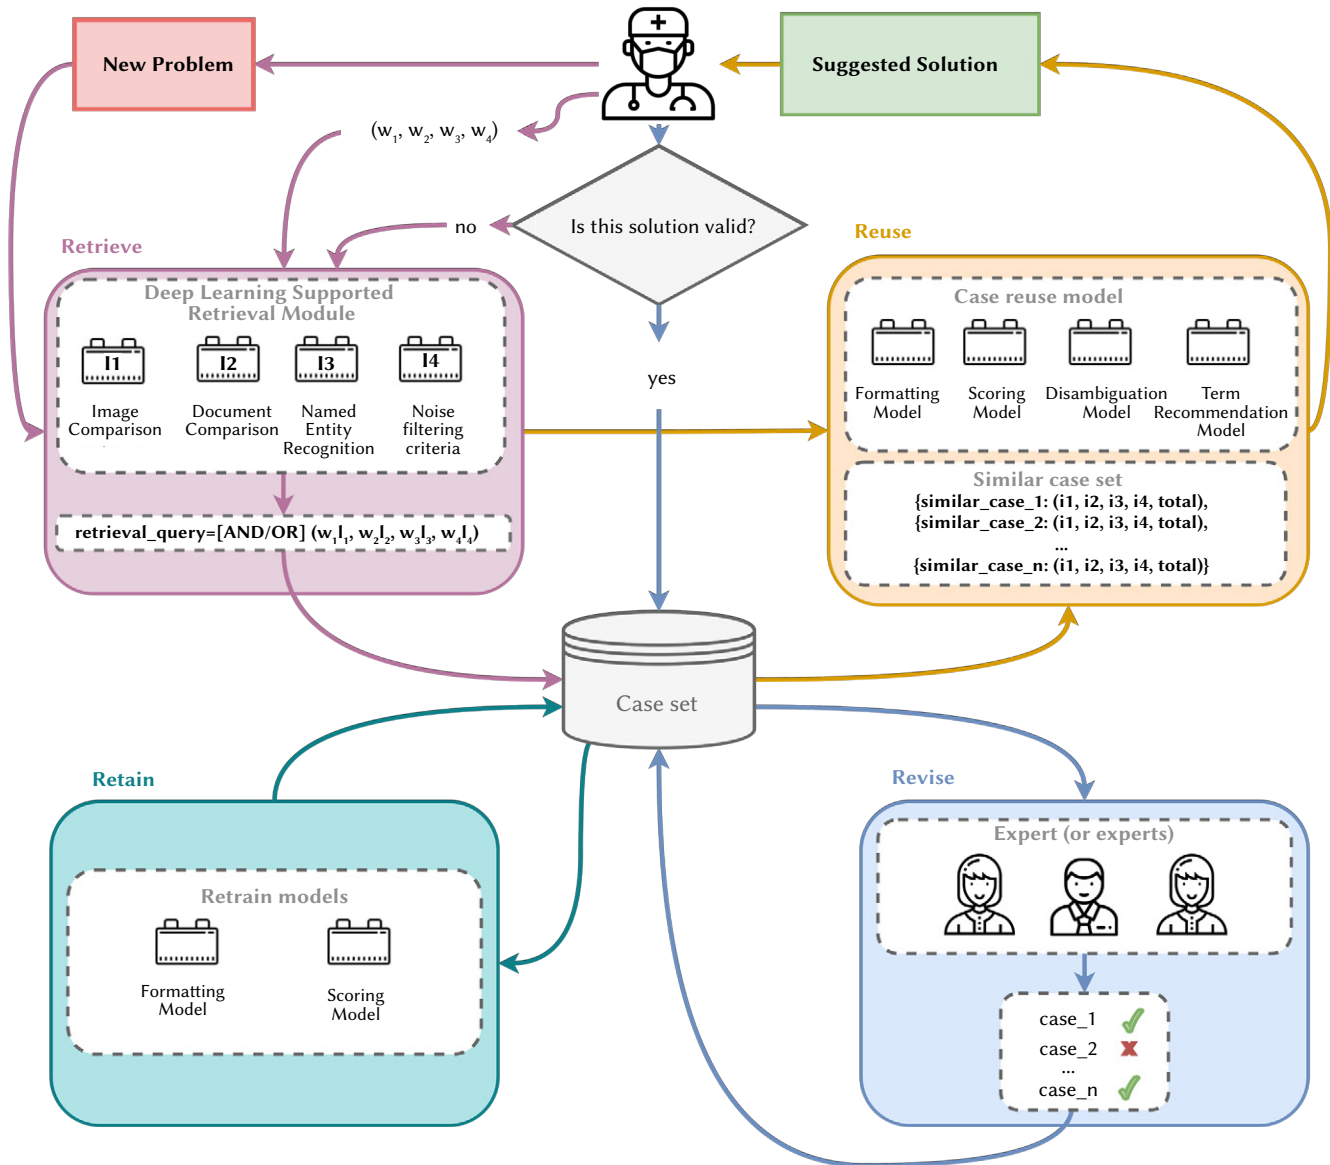 New Problem
Suggested Solution
(w1, w2, w3, w4)
Is this solution valid?
no
yes
Retrieve
Deep Learning Supported
Retrieval Module
I1
I2
I3
I4
Image
Comparison
Document
Comparison
Named
Entity
Recognition
Noise
filtering
criteria
retrieval_query=[AND/OR] (w1I1, w2I2, w3I3, w4I4)
Reuse
Case reuse model
Formatting
Model
Scoring
Model
Disambiguation
Model
Term
Recommendation
Model
Similar case set
{similar_case_1: (i1, i2, i3, i4, total),
{similar_case_2: (i1, i2, i3, i4, total),
...
{similar_case_n: (i1, i2, i3, i4, total)}
Case set
Retain
Retrain models
Formatting
Model
Scoring
Model
Revise
Expert (or experts)
case_1
case_2
...
case_n